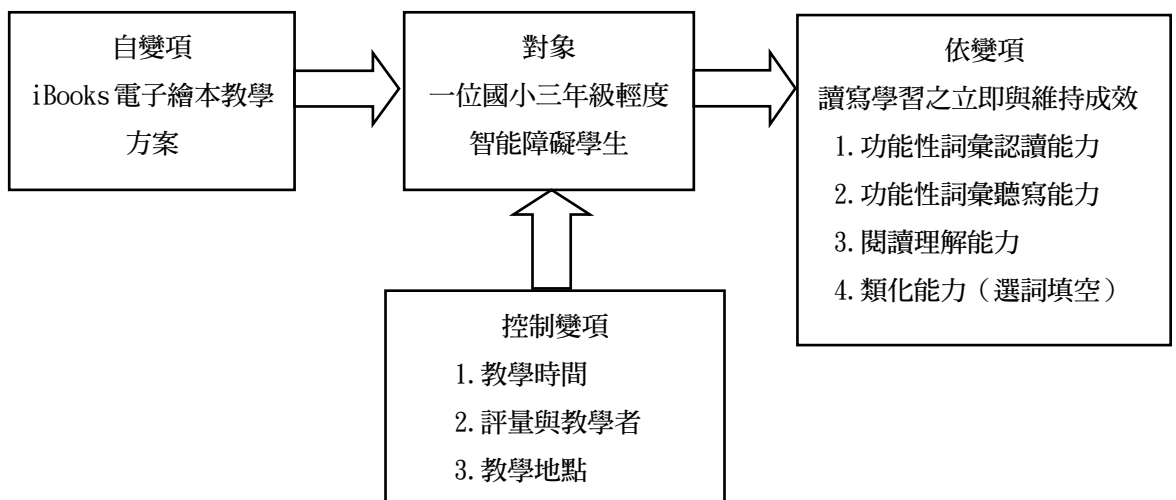 自變項
iBooks電子繪本教學
方案
對象
一位國小三年級輕度
智能障礙學生
依變項
讀寫學習之立即與維持成效
1.功能性詞彙認讀能力
2.功能性詞彙聽寫能力
3.閱讀理解能力
4.類化能力（選詞填空）
控制變項
1.教學時間
2.評量與教學者
3.教學地點